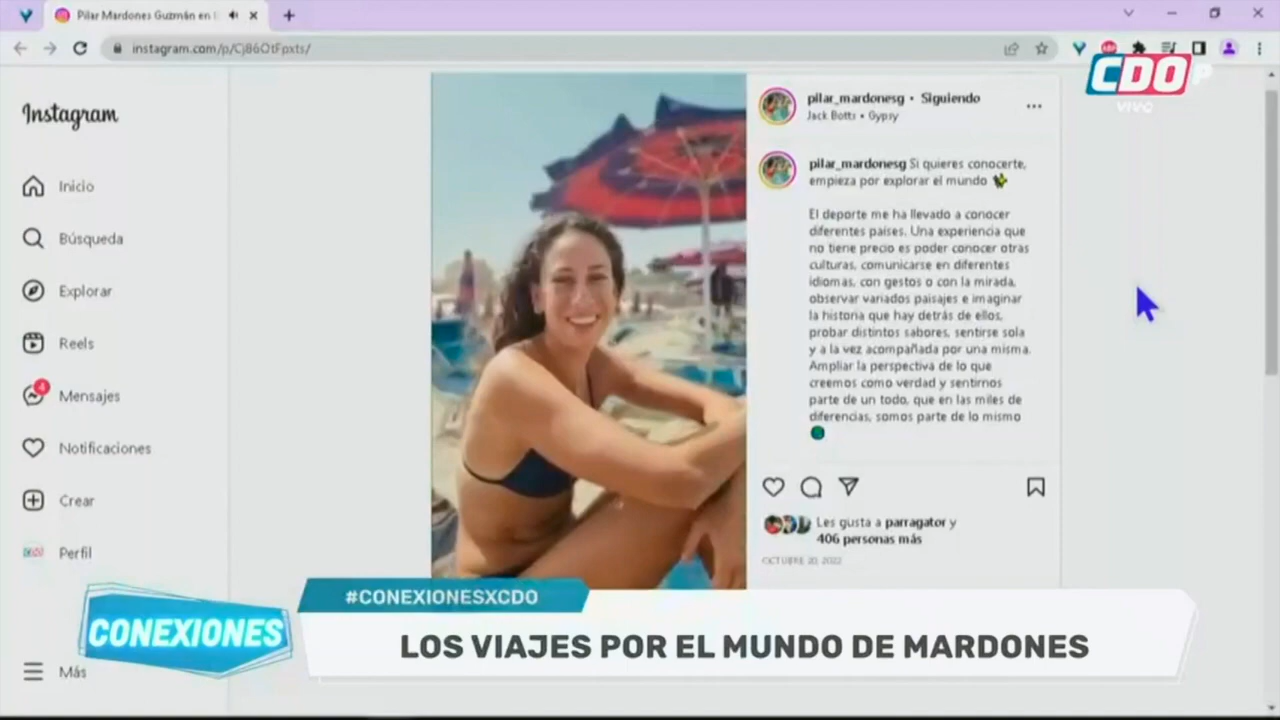 Pilar Mardones Guzmán en I
instagram.com/p/Cj86OtFpxts/
CDO
VIVO
Instagram
Inicio
Búsqueda
Explorar
Reels
4
Mensajes
Notificaciones
Crear
Perfil
Más
pilar_mardonesg • Siguiendo
Jack Botts • Gypsy
pilar_mardonesg Si quieres conocerte,
empieza por explorar el mundo
El deporte me ha llevado a conocer
diferentes países. Una experiencia que
no tiene precio es poder conocer otras
culturas, comunicarse en diferentes
idiomas, con gestos o con la mirada,
observar variados paisajes e imaginar
la historia que hay detrás de ellos,
probar distintos sabores, sentirse sola
y a la vez acompañada por una misma.
Ampliar la perspectiva de lo que
creemos como verdad y sentirnos
parte de un todo, que en las miles de
diferencias, somos parte de lo mismo
Les gusta a parragator y
406 personas más
OCTUBRE 20, 2022
#CONEXIONESXCDO
CONEXIONES
LOS VIAJES POR EL MUNDO DE MARDONES